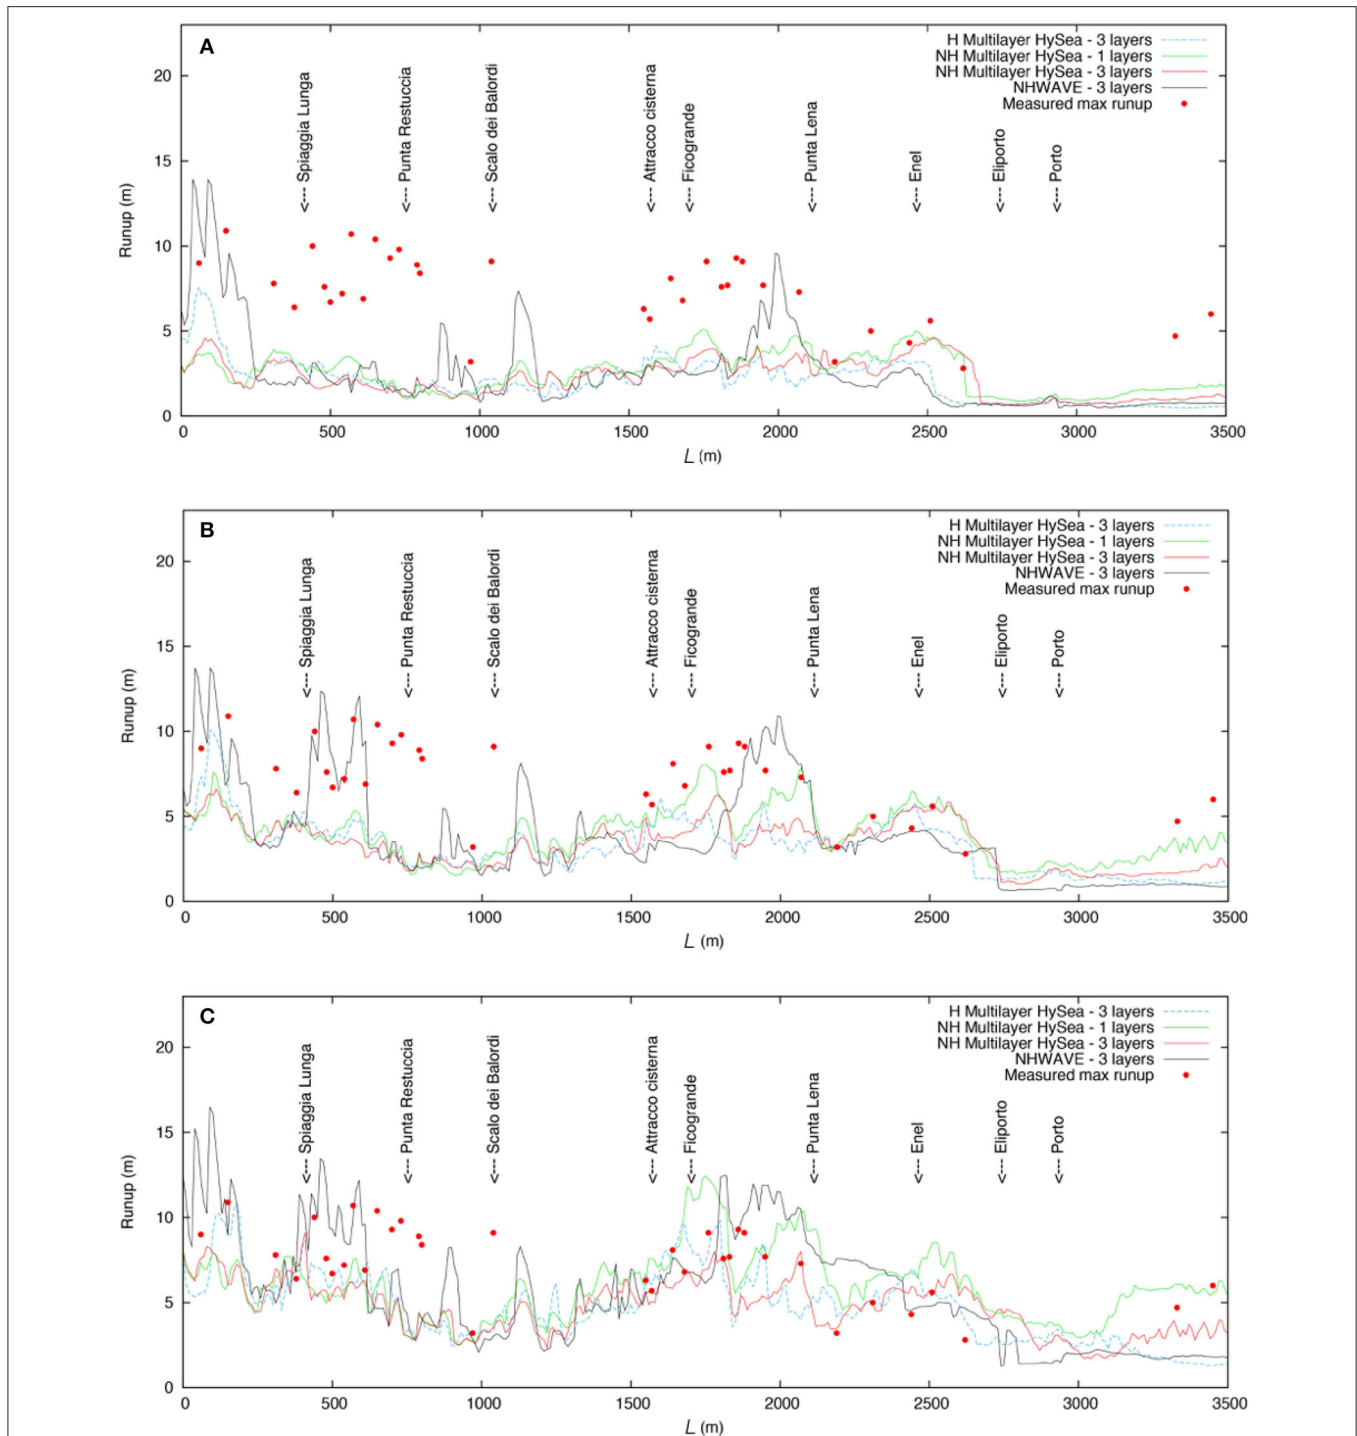 A
H Multilayer HySea - 3 layers
NH Multilayer HySea - 1 layers
NH Multilayer HySea - 3 layers
NHWAVE - 3 layers
Measured max runup
<--- Spiaggia Lunga
<--- Punta Restuccia
<--- Scalo dei Balordi
<--- Attracco cisterna
<--- Ficogrande
<--- Punta Lena
<--- Enel
<--- Eliporto
<--- Porto
Runup (m)
20
15
10
5
0
0 500 1000 1500 2000 2500 3000 3500
L (m)
B
H Multilayer HySea - 3 layers
NH Multilayer HySea - 1 layers
NH Multilayer HySea - 3 layers
NHWAVE - 3 layers
Measured max runup
<--- Spiaggia Lunga
<--- Punta Restuccia
<--- Scalo dei Balordi
<--- Attracco cisterna
<--- Ficogrande
<--- Punta Lena
<--- Enel
<--- Eliporto
<--- Porto
Runup (m)
20
15
10
5
0
0 500 1000 1500 2000 2500 3000 3500
L (m)
C
H Multilayer HySea - 3 layers
NH Multilayer HySea - 1 layers
NH Multilayer HySea - 3 layers
NHWAVE - 3 layers
Measured max runup
<--- Spiaggia Lunga
<--- Punta Restuccia
<--- Scalo dei Balordi
<--- Attracco cisterna
<--- Ficogrande
<--- Punta Lena
<--- Enel
<--- Eliporto
<--- Porto
Runup (m)
20
15
10
5
0
0 500 1000 1500 2000 2500 3000 3500
L (m)